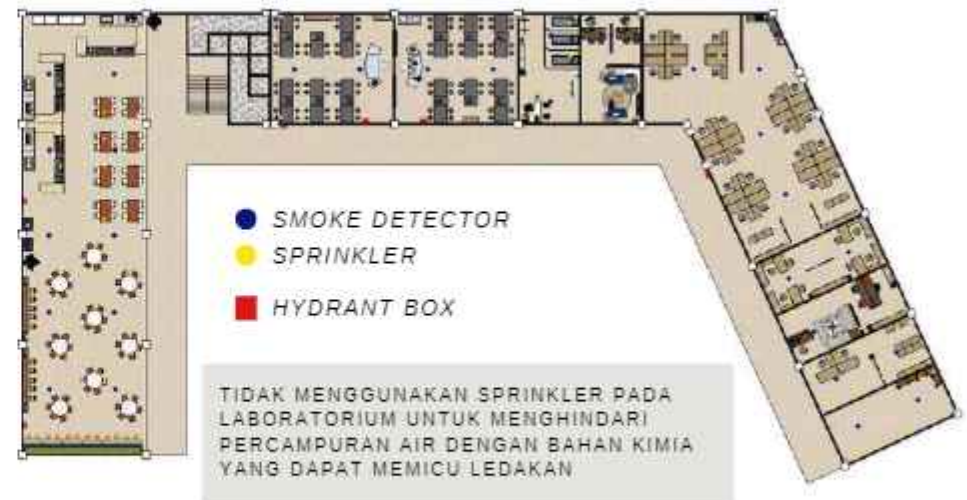 SMOKE DETECTOR
SPRINKLER
HYDRANT BOX
TIDAK MENGGUNAKAN SPRINKLER PADA
LABORATORIUM UNTUK MENGHINDARI
PERCAMPURAN AIR DENGAN BAHAN KIMIA
YANG DAPAT MEMICU LEDAKAN